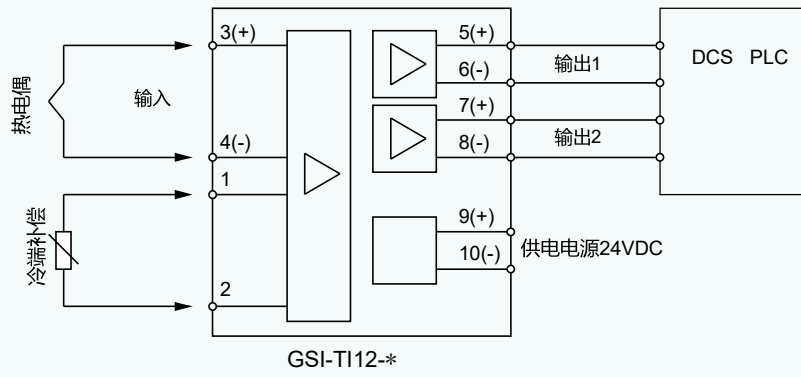 3(+)
5(+)
DCS PLC
热电偶
输入
输出1
6(-)
7(+)
4(-)
8(-)
输出2
1
冷端补偿
9(+)
供电电源24VDC
10(-)
2
GSI-TI12-*